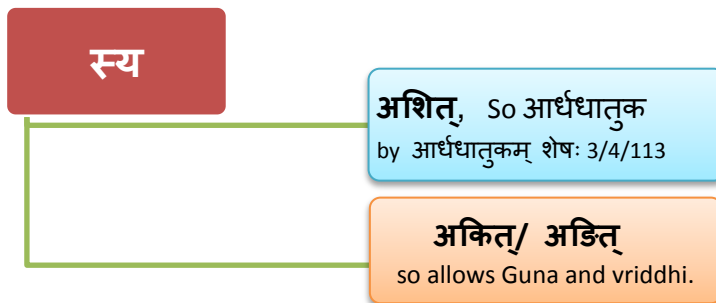 स्य
अशित्, So आर्धधातुक
by आर्धधातुकम् शेषः 3/4/113
अकित्/ अङित्
so allows Guna and vriddhi.